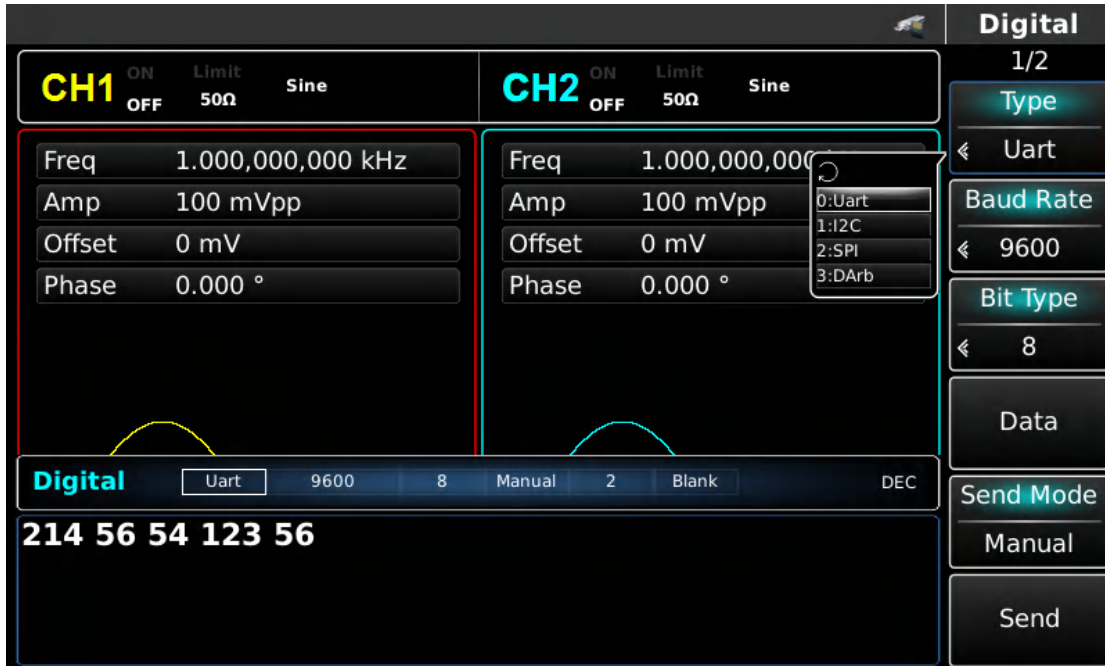 Digital
1/2
CH1 ON OFF Limit 50Ω Sine
CH2 ON OFF Limit 50Ω Sine
Type
Uart
Freq 1.000,000,000 kHz
Amp 100 mVpp
Offset 0 mV
Phase 0.000 °
Freq 1.000,000,000
Amp 100 mVpp
Offset 0 mV
Phase 0.000 °
0:Uart
1:I2C
2:SPI
3:DArb
Baud Rate
9600
Bit Type
8
Data
Send Mode
Manual
Send
Digital Uart 9600 8 Manual 2 Blank DEC
214 56 54 123 56